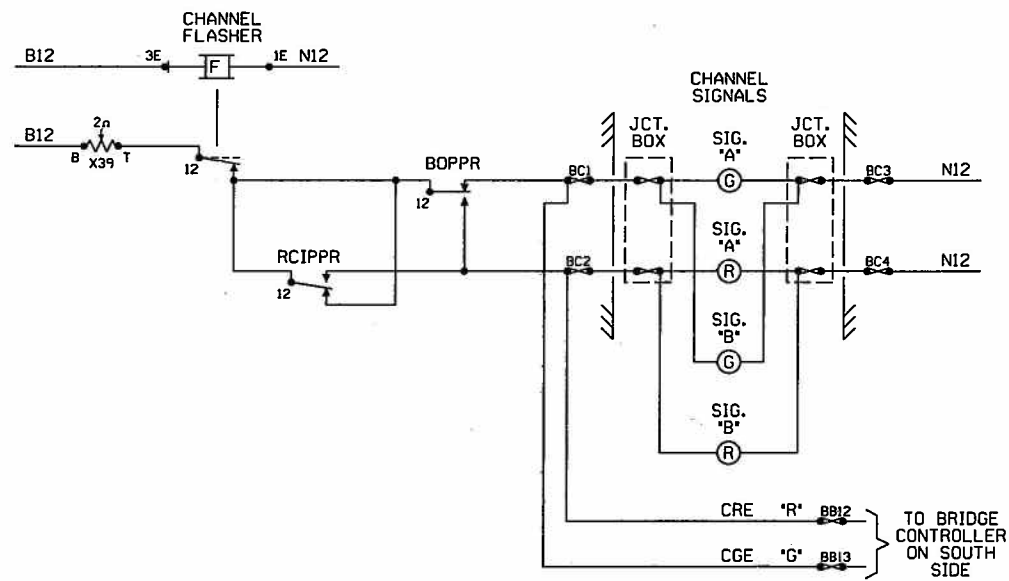 CHANNEL
FLASHER
B12
3E
F
1E
N12
B12
2Ω
B
X39
T
12
BOPPR
12
RCIPPR
12
CHANNEL
SIGNALS
JCT.
BOX
SIG.
"A"
JCT.
BOX
BC1
G
BC3
N12
SIG.
"A"
BC2
R
BC4
N12
SIG.
"B"
G
SIG.
"B"
R
CRE "R" BB12
CGE "G" BB13
TO BRIDGE
CONTROLLER
ON SOUTH
SIDE